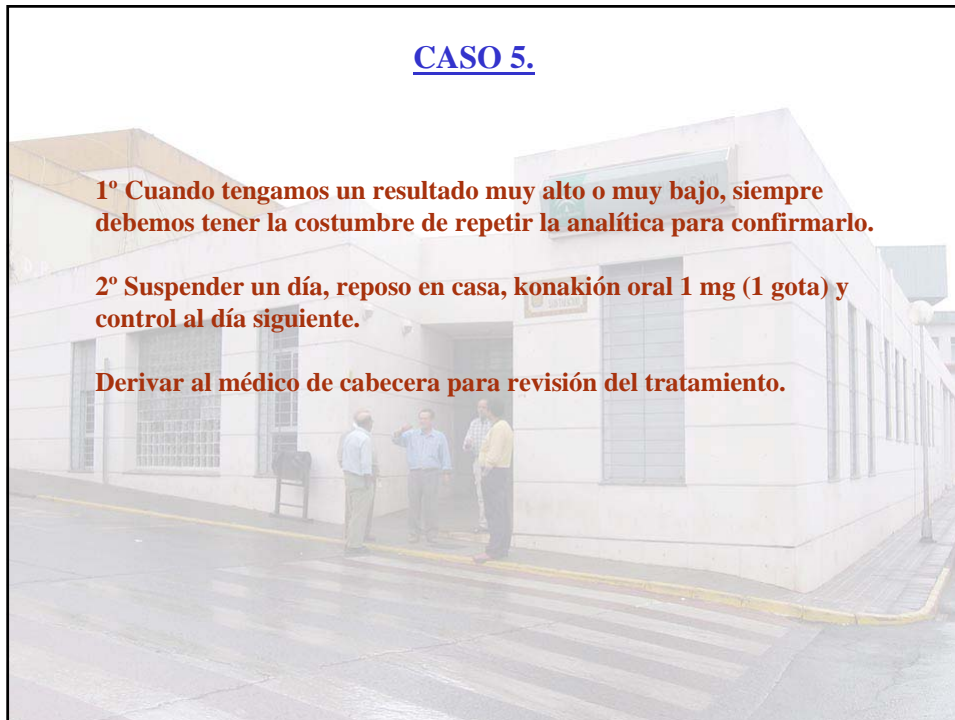 CASO 5.
1º Cuando tengamos un resultado muy alto o muy bajo, siempre
debemos tener la costumbre de repetir la analítica para confirmarlo.
2º Suspender un día, reposo en casa, konakión oral 1 mg (1 gota) y
control al día siguiente.
Derivar al médico de cabecera para revisión del tratamiento.